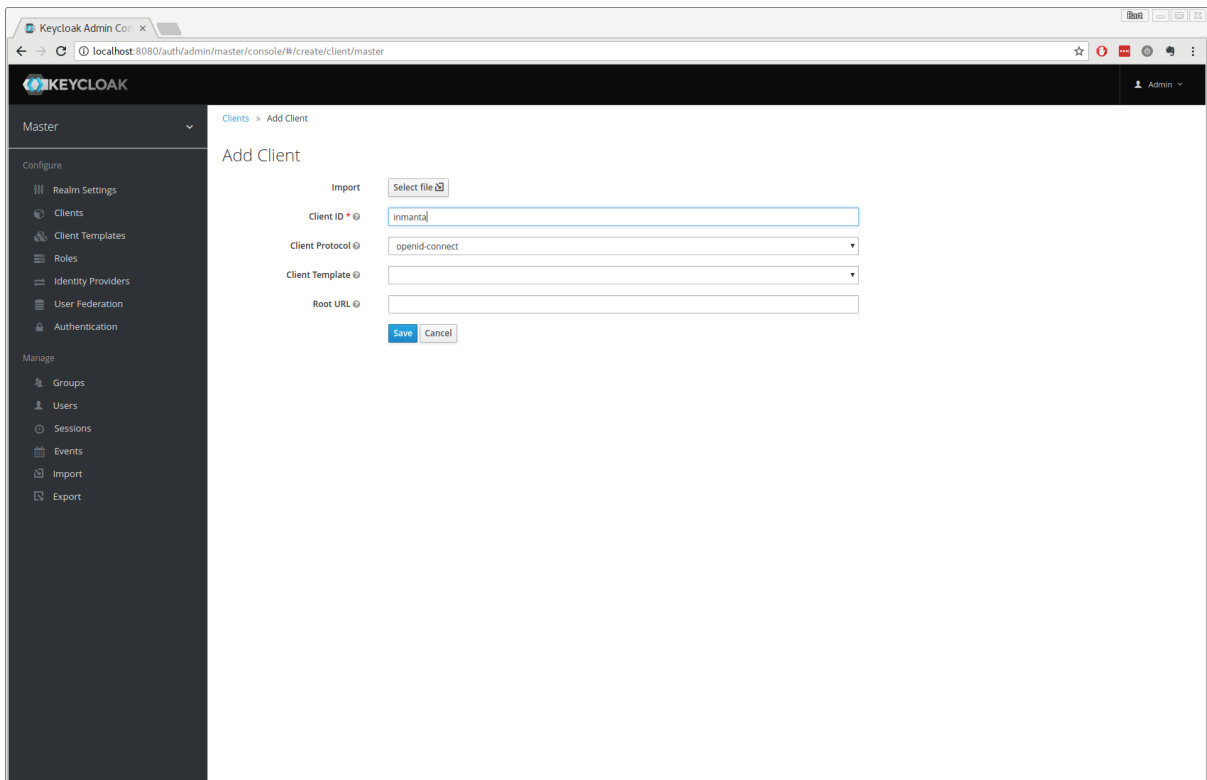 Bart
Keycloak Admin Con
localhost:8080/auth/admin/master/console/#/create/client/master
KEYCLOAK
Admin
Master
Clients » Add Client
Add Client
Configure
Realm Settings
Clients
Client Templates
Roles
Identity Providers
User Federation
Authentication
Manage
Groups
Users
Sessions
Events
Import
Export
Import Select file
Client ID * inmanta
Client Protocol openid-connect
Client Template
Root URL
Save Cancel